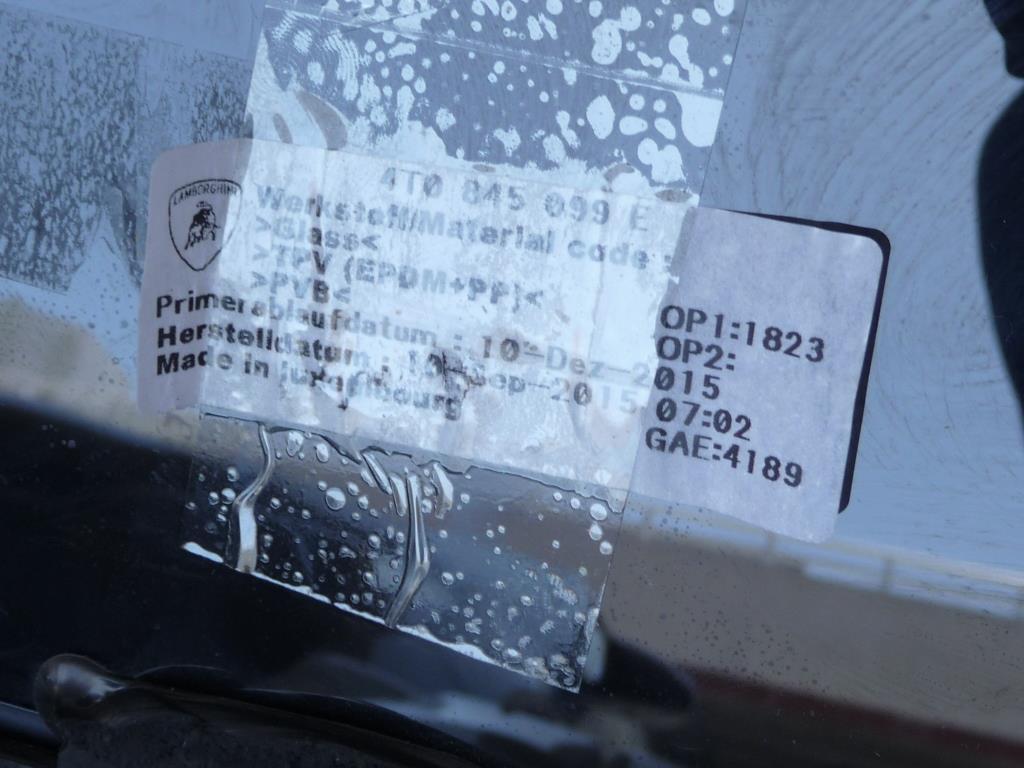 LAMBORGHINI
4T0 845 099 E
Werkstoff/Material code :
>Glass<
>TPV (EPDM+PP)<
>PVB<
Primerablaufdatum : 10-Dez-2015
Herstelldatum : 10-Sep-2015 07:02
Made in Luxembourg
OP1:1823
OP2:
GAE:4189